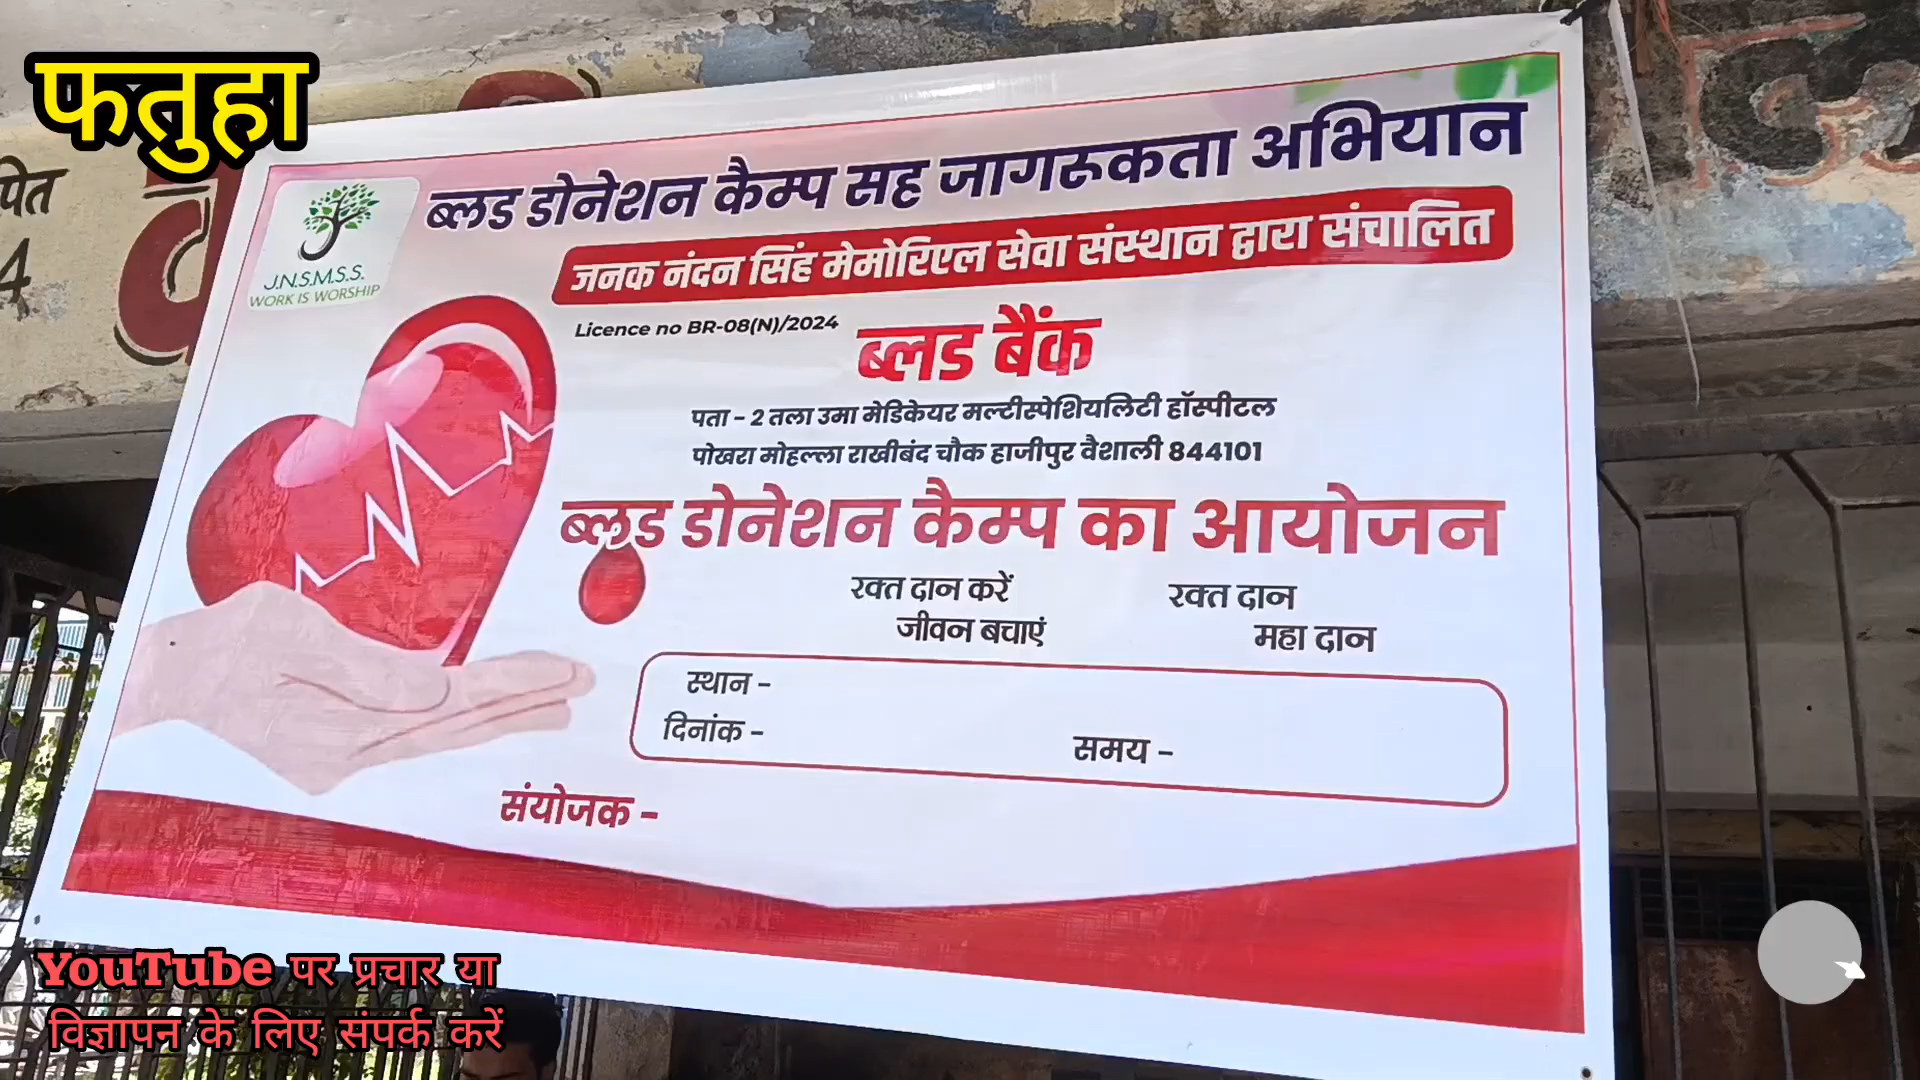 फतुहा
पित
4
J.N.S.M.S.S.
WORK IS WORSHIP
ब्लड डोनेशन कैम्प सह जागरूकता अभियान
जनक नंदन सिंह मेमोरिएल सेवा संस्थान द्वारा संचालित
Licence no BR-08(N)/2024
ब्लड बैंक
पता - 2 तला उमा मेडिकेयर मल्टीस्पेशियलिटी हॉस्पीटल
पोखरा मोहल्ला राखीबंद चौक हाजीपुर वैशाली 844101
ब्लड डोनेशन कैम्प का आयोजन
रक्त दान करें
जीवन बचाएं
रक्त दान
महा दान
स्थान -
दिनांक -
समय -
संयोजक -
YouTube पर प्रचार या
विज्ञापन के लिए संपर्क करें